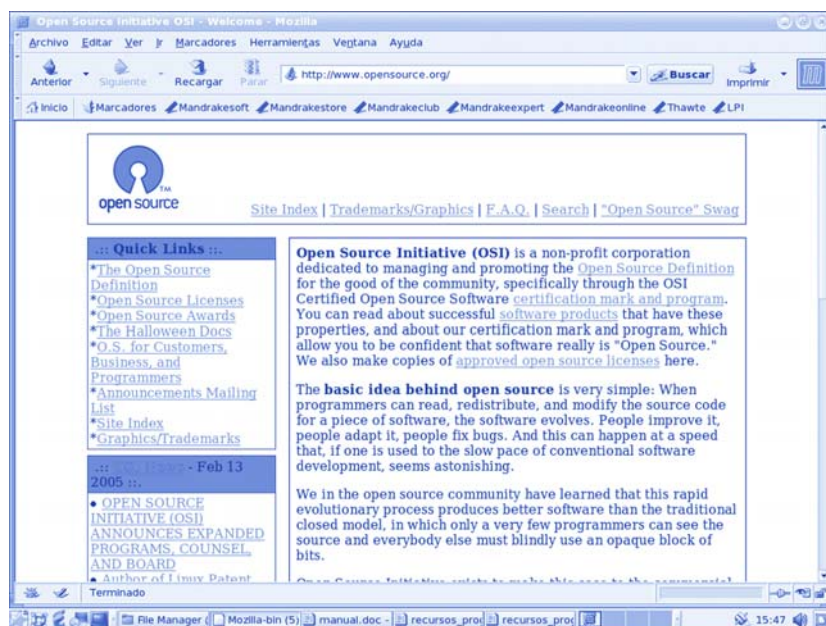 Open Source Initiative OSI - Welcome - Mozilla
Archivo Editar Ver Ir Marcadores Herramientas Ventana Ayuda
Anterior Siguiente Recargar Parar http://www.opensource.org/ Buscar Imprimir
Inicio Marcadores Mandrakesoft Mandrakestore Mandrakeclub Mandrakeexpert Mandrakeonline Thawte LPI
open source TM
Site Index | Trademarks/Graphics | F.A.Q. | Search | "Open Source" Swag
.:: Quick Links ::.
*The Open Source
Definition
*Open Source Licenses
*Open Source Awards
*The Halloween Docs
*O.S. for Customers,
Business, and
Programmers
*Announcements Mailing
List
*Site Index
*Graphics/Trademarks
.:: - Feb 13
2005 ::.
• OPEN SOURCE
INITIATIVE (OSI)
ANNOUNCES EXPANDED
PROGRAMS, COUNSEL,
AND BOARD
• Author of Linux Patent
Open Source Initiative (OSI) is a non-profit corporation
dedicated to managing and promoting the Open Source Definition
for the good of the community, specifically through the OSI
Certified Open Source Software certification mark and program.
You can read about successful software products that have these
properties, and about our certification mark and program, which
allow you to be confident that software really is "Open Source."
We also make copies of approved open source licenses here.
The basic idea behind open source is very simple: When
programmers can read, redistribute, and modify the source code
for a piece of software, the software evolves. People improve it,
people adapt it, people fix bugs. And this can happen at a speed
that, if one is used to the slow pace of conventional software
development, seems astonishing.
We in the open source community have learned that this rapid
evolutionary process produces better software than the traditional
closed model, in which only a very few programmers can see the
source and everybody else must blindly use an opaque block of
bits.
Open Source Initiative exists to make this case to the commercial
Terminado
File Manager ( Mozilla-bin (5) manual.doc - recursos_pro recursos_pro 15:47